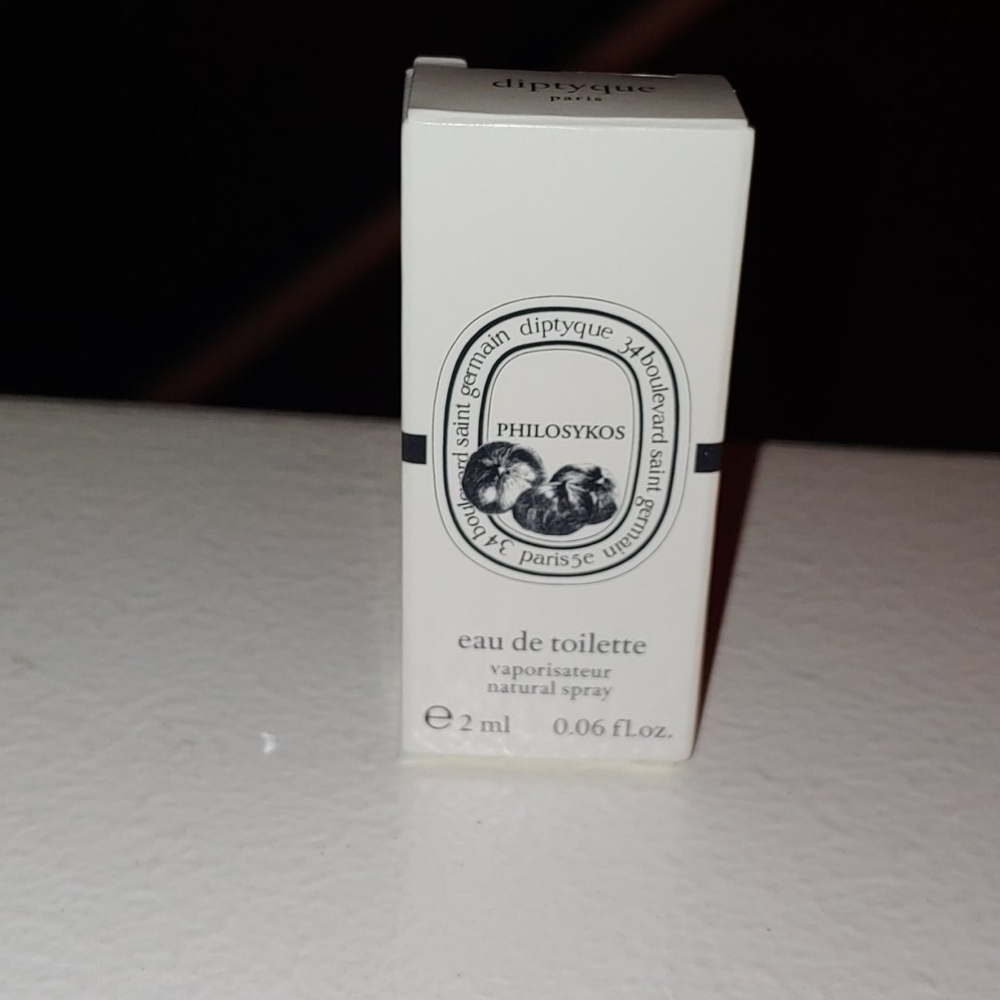 diptyque
paris
diptyque 34 boulevard saint germain paris 5e 34 boulevard saint germain
PHILOSYKOS
eau de toilette
vaporisateur
natural spray
e 2 ml 0.06 fl.oz.